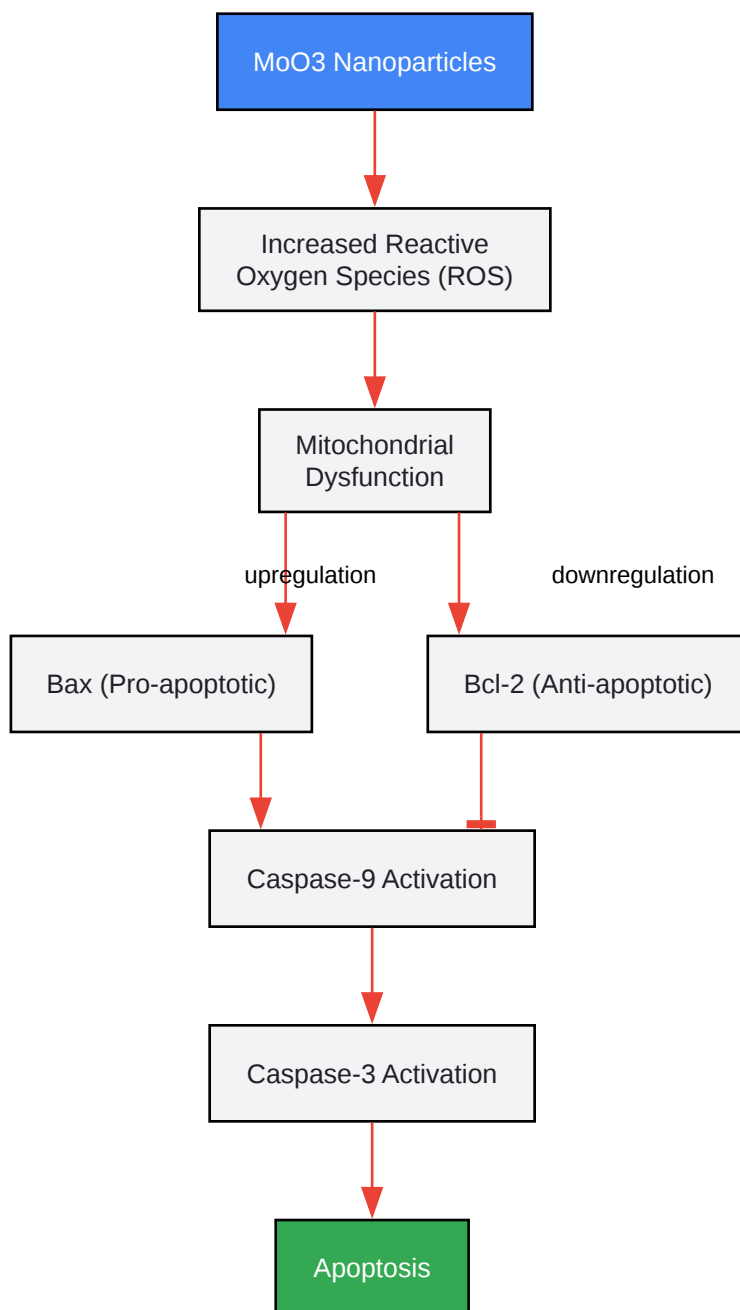 MoO3 Nanoparticles
Increased Reactive
Oxygen Species (ROS)
Mitochondrial
Dysfunction
upregulation
downregulation
Bax (Pro-apoptotic)
Bcl-2 (Anti-apoptotic)
Caspase-9 Activation
Caspase-3 Activation
Apoptosis